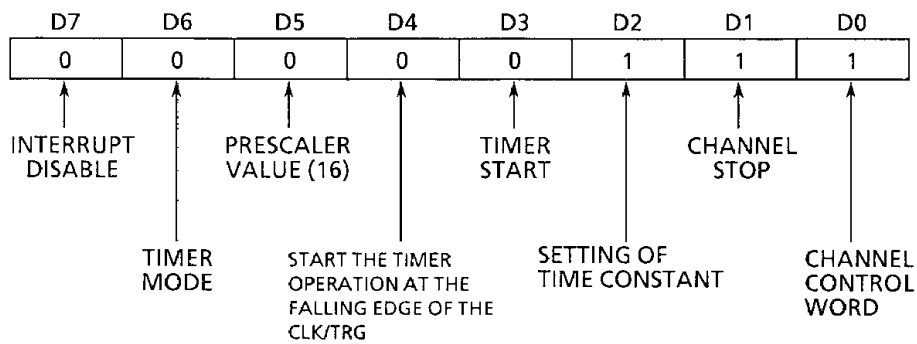 D7 D6 D5 D4 D3 D2 D1 D0
0 0 0 0 0 1 1 1
INTERRUPT
DISABLE
PRESCALER
VALUE (16)
TIMER
START
CHANNEL
STOP
TIMER
MODE
START THE TIMER
OPERATION AT THE
FALLING EDGE OF THE
CLK/TRG
SETTING OF
TIME CONSTANT
CHANNEL
CONTROL
WORD